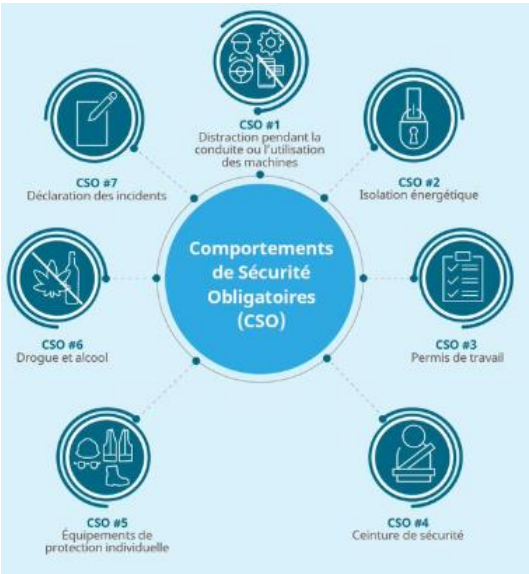 CSO #1
Distraction pendant la
conduite ou l'utilisation
des machines
CSO #2
Isolation énergétique
CSO #3
Permis de travail
CSO #4
Ceinture de sécurité
CSO #5
Équipements de
protection individuelle
CSO #6
Drogue et alcool
CSO #7
Déclaration des incidents
Comportements
de Sécurité
Obligatoires
(CSO)